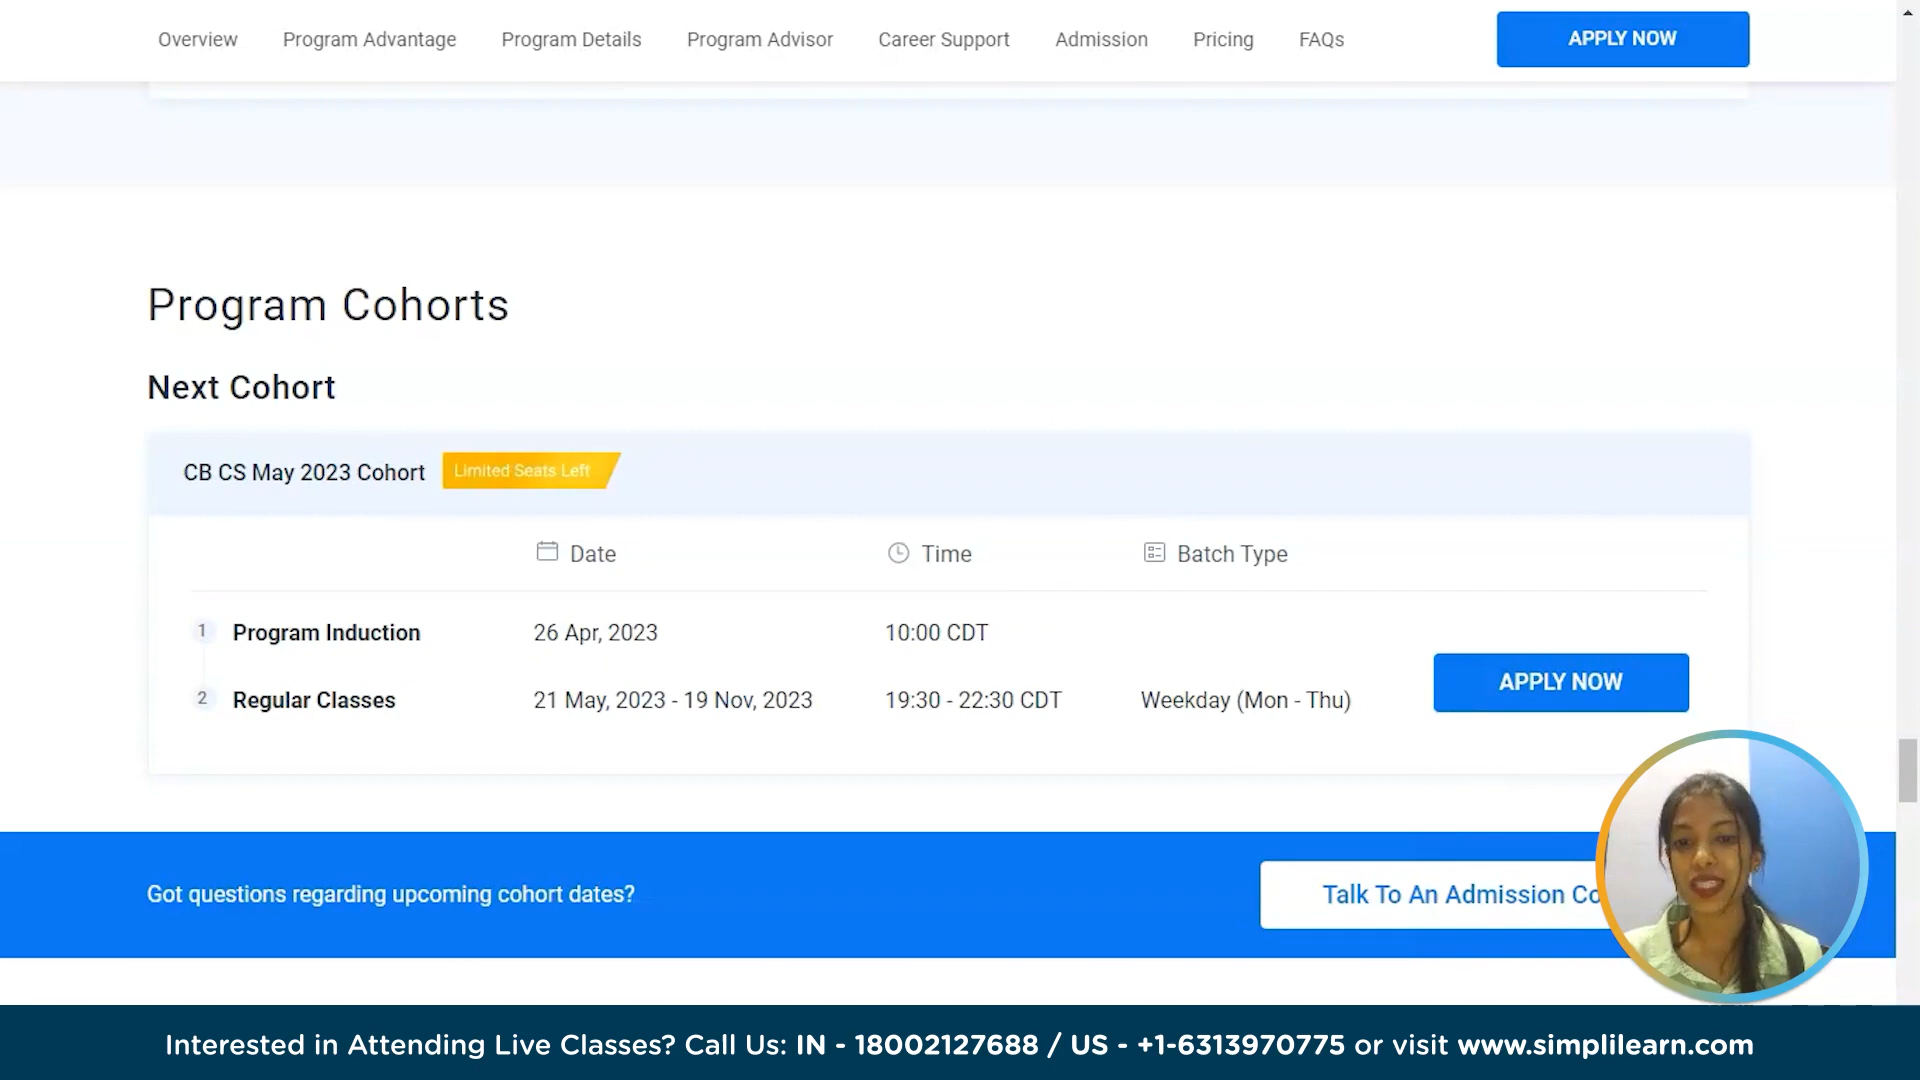 Overview Program Advantage Program Details Program Advisor Career Support Admission Pricing FAQs APPLY NOW
Program Cohorts
Next Cohort
CB CS May 2023 Cohort Limited Seats Left
Date Time Batch Type
1 Program Induction 26 Apr, 2023 10:00 CDT
2 Regular Classes 21 May, 2023 - 19 Nov, 2023 19:30 - 22:30 CDT Weekday (Mon - Thu)
APPLY NOW
Got questions regarding upcoming cohort dates? Talk To An Admission Co
Interested in Attending Live Classes? Call Us: IN - 18002127688 / US - +1-6313970775 or visit www.simplilearn.com